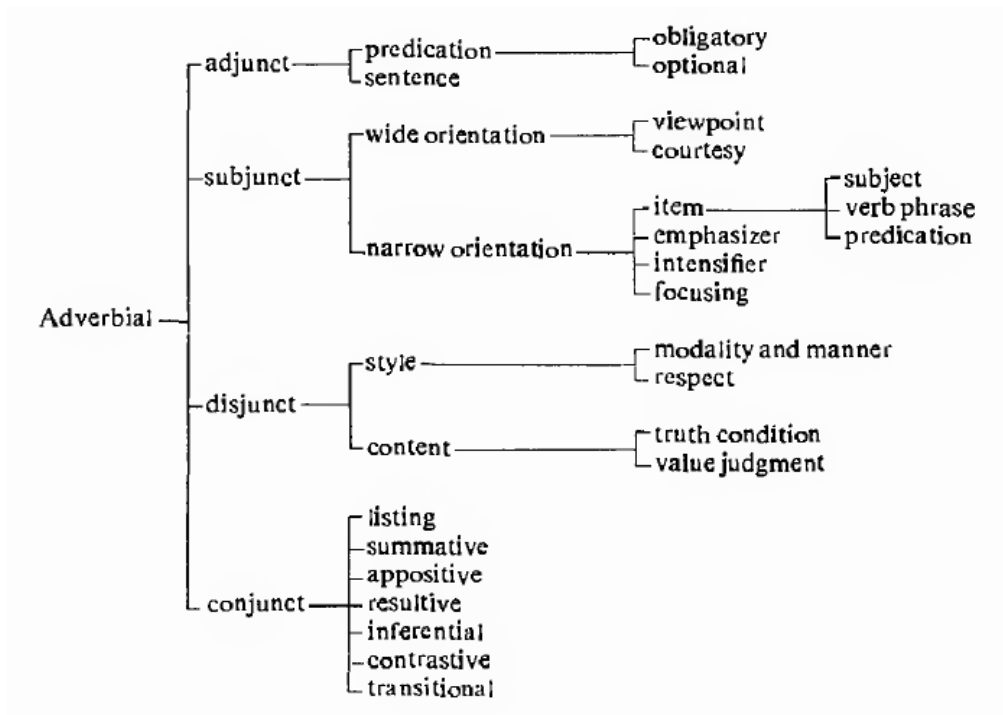 obligatory
predication
adjunct
optional
sentence
viewpoint
wide orientation
courtesy
subjunct
subject
item
verb phrase
emphasizer
predication
narrow orientation
intensifier
focusing
Adverbial
modality and manner
style
respect
disjunct
truth condition
content
value judgment
listing
summative
appositive
conjunct
resultive
inferential
contrastive
transitional